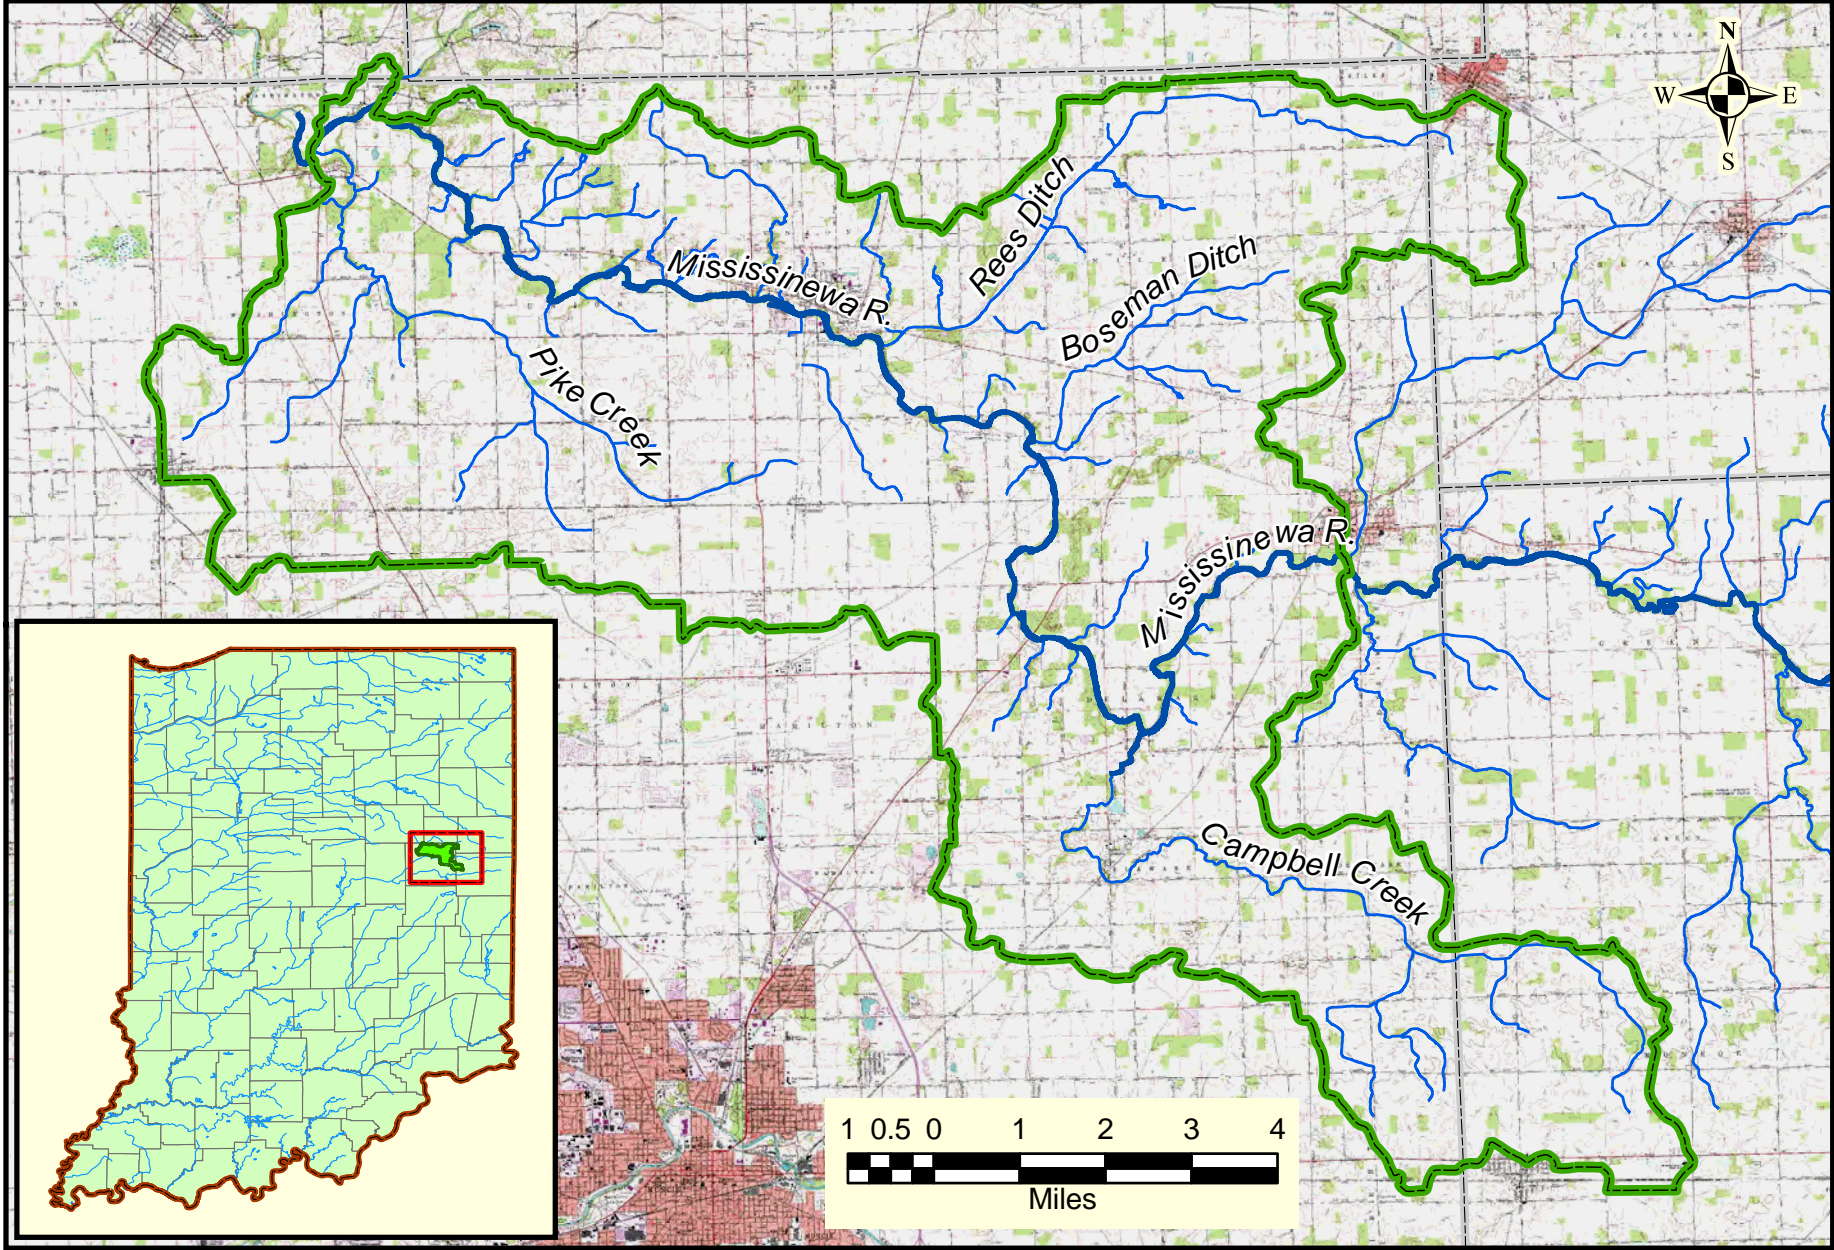 N
W E
S
Rees Ditch
Boseman Ditch
Mississinewa R.
Pike Creek
Mississinewa R.
Campbell Creek
1 0.5 0 1 2 3 4
Miles